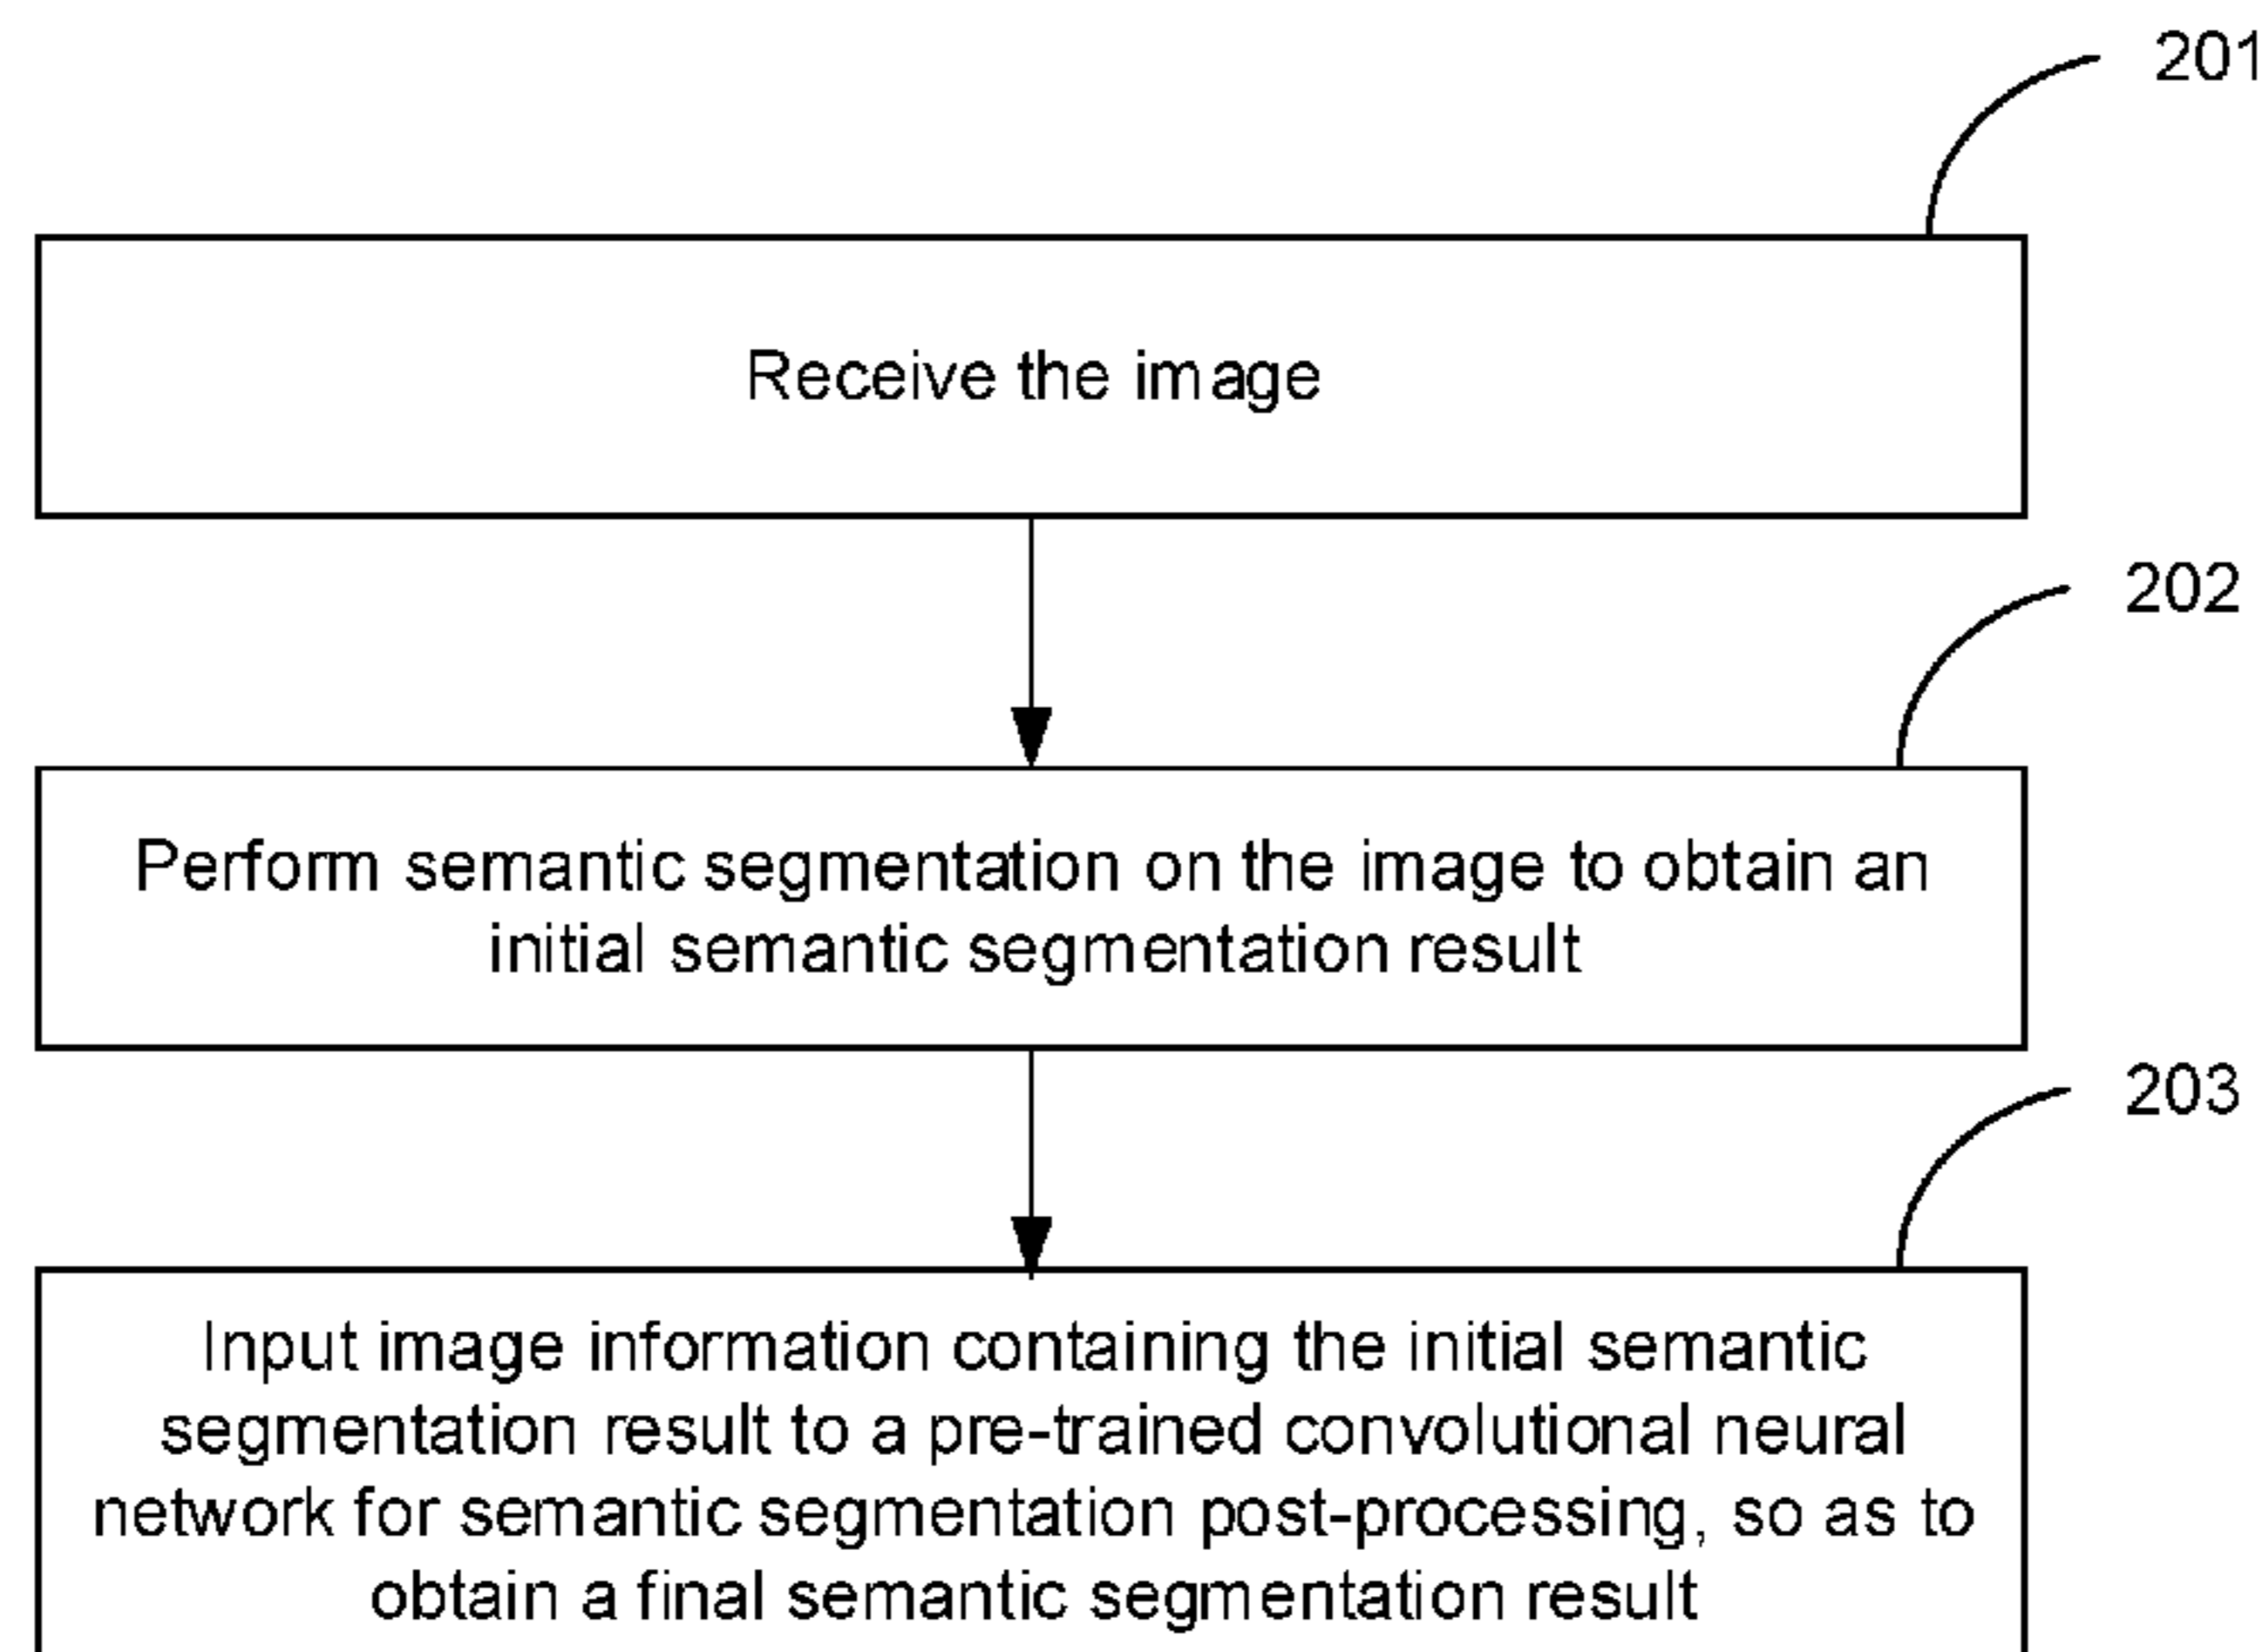 201
Receive the image
202
Perform semantic segmentation on the image to obtain an
initial semantic segmentation result
203
Input image information containing the initial semantic
segmentation result to a pre-trained convolutional neural
network for semantic segmentation post-processing, so as to
obtain a final semantic segmentation result